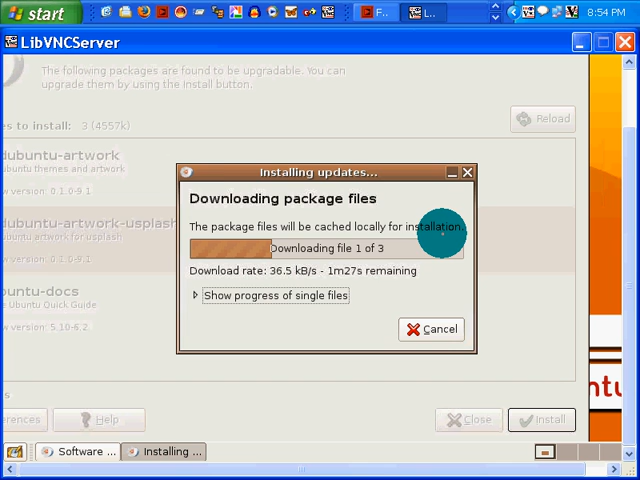 start
F..
L..
8:54 PM
LibVNCServer
The following packages are found to be upgradable. You can
upgrade them by using the Install button.
es to install: 3 (4557k)
Reload
dubuntu-artwork
untu themes and artwork
w version: 0.1.0-9.1
dubuntu-artwork-usplash
untu artwork for usplash
w version: 0.1.0-9.1
untu-docs
e Ubuntu Quick Guide
w version: 5.10-6.2
Installing updates...
Downloading package files
The package files will be cached locally for installation.
Downloading file 1 of 3
Download rate: 36.5 kB/s - 1m27s remaining
Show progress of single files
Cancel
s
erences
Help
Close
Install
ntu
Software ...
Installing ...